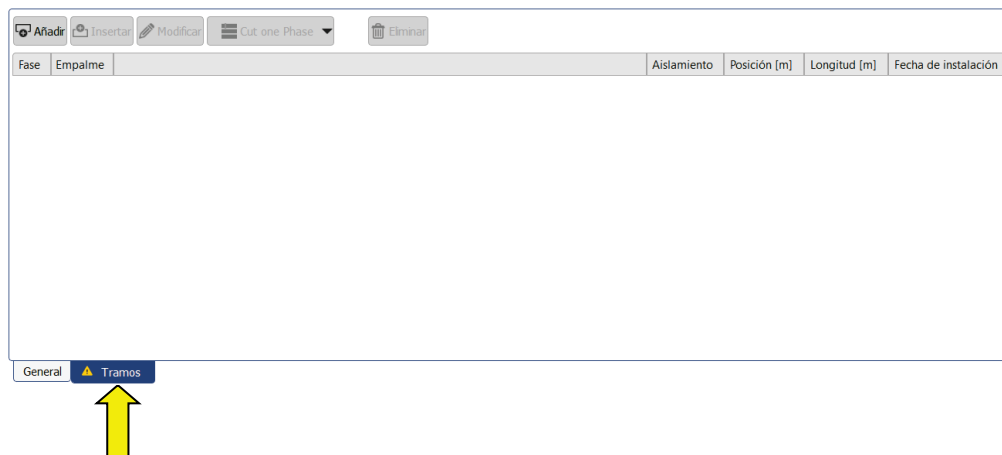 Añadir Insertar Modificar Cut one Phase Eliminar
Fase Empalme Aislamiento Posición [m] Longitud [m] Fecha de instalación
General Tramos